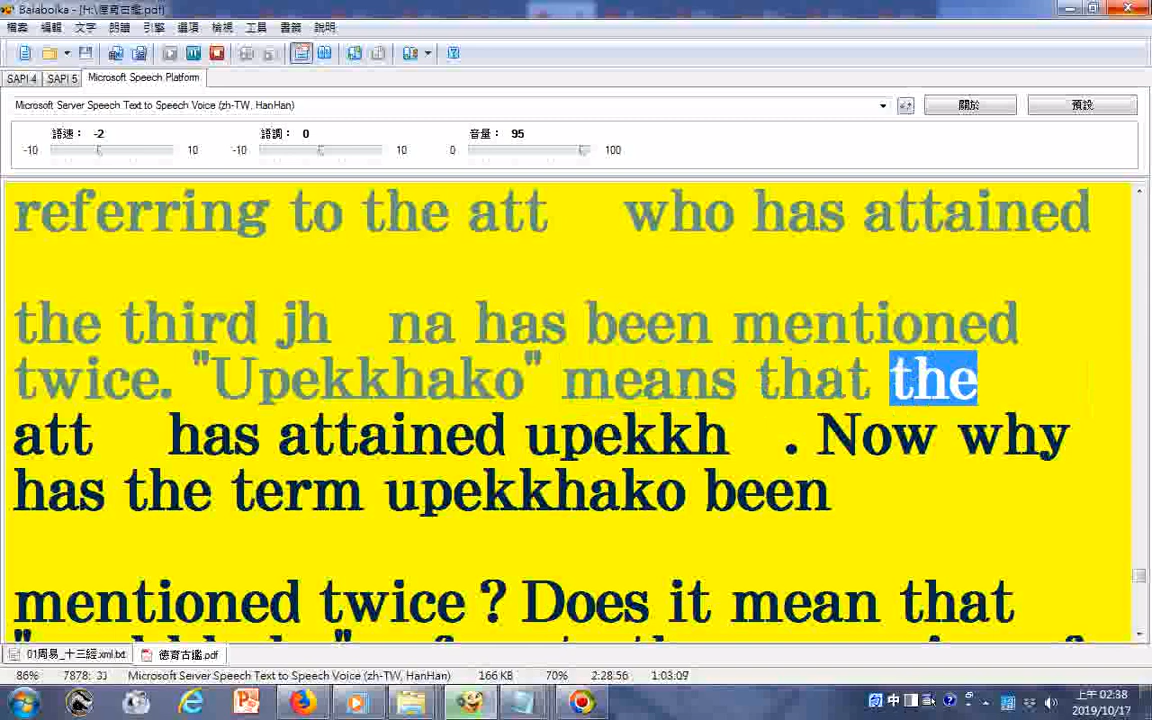 Balabolka - [H:\德育古鑑.pdf]
檔案 編輯 文字 朗讀 引擎 選項 檢視 工具 書籤 說明
SAPI 4 SAPI 5 Microsoft Speech Platform
Microsoft Server Speech Text to Speech Voice (zh-TW, HanHan)
關於 預設
語速： -2 語調： 0 音量： 95
-10 10 -10 10 0 100
referring to the att who has attained
the third jh na has been mentioned
twice. "Upekkhako" means that the
att has attained upekkh . Now why
has the term upekkhako been
mentioned twice ? Does it mean that
01周易_十三經.xml.txt 德育古鑑.pdf
86% 7878: 33 Microsoft Server Speech Text to Speech Voice (zh-TW, HanHan) 166 KB 70% 2:28:56 1:03:09
中
上午 02:38
2019/10/17